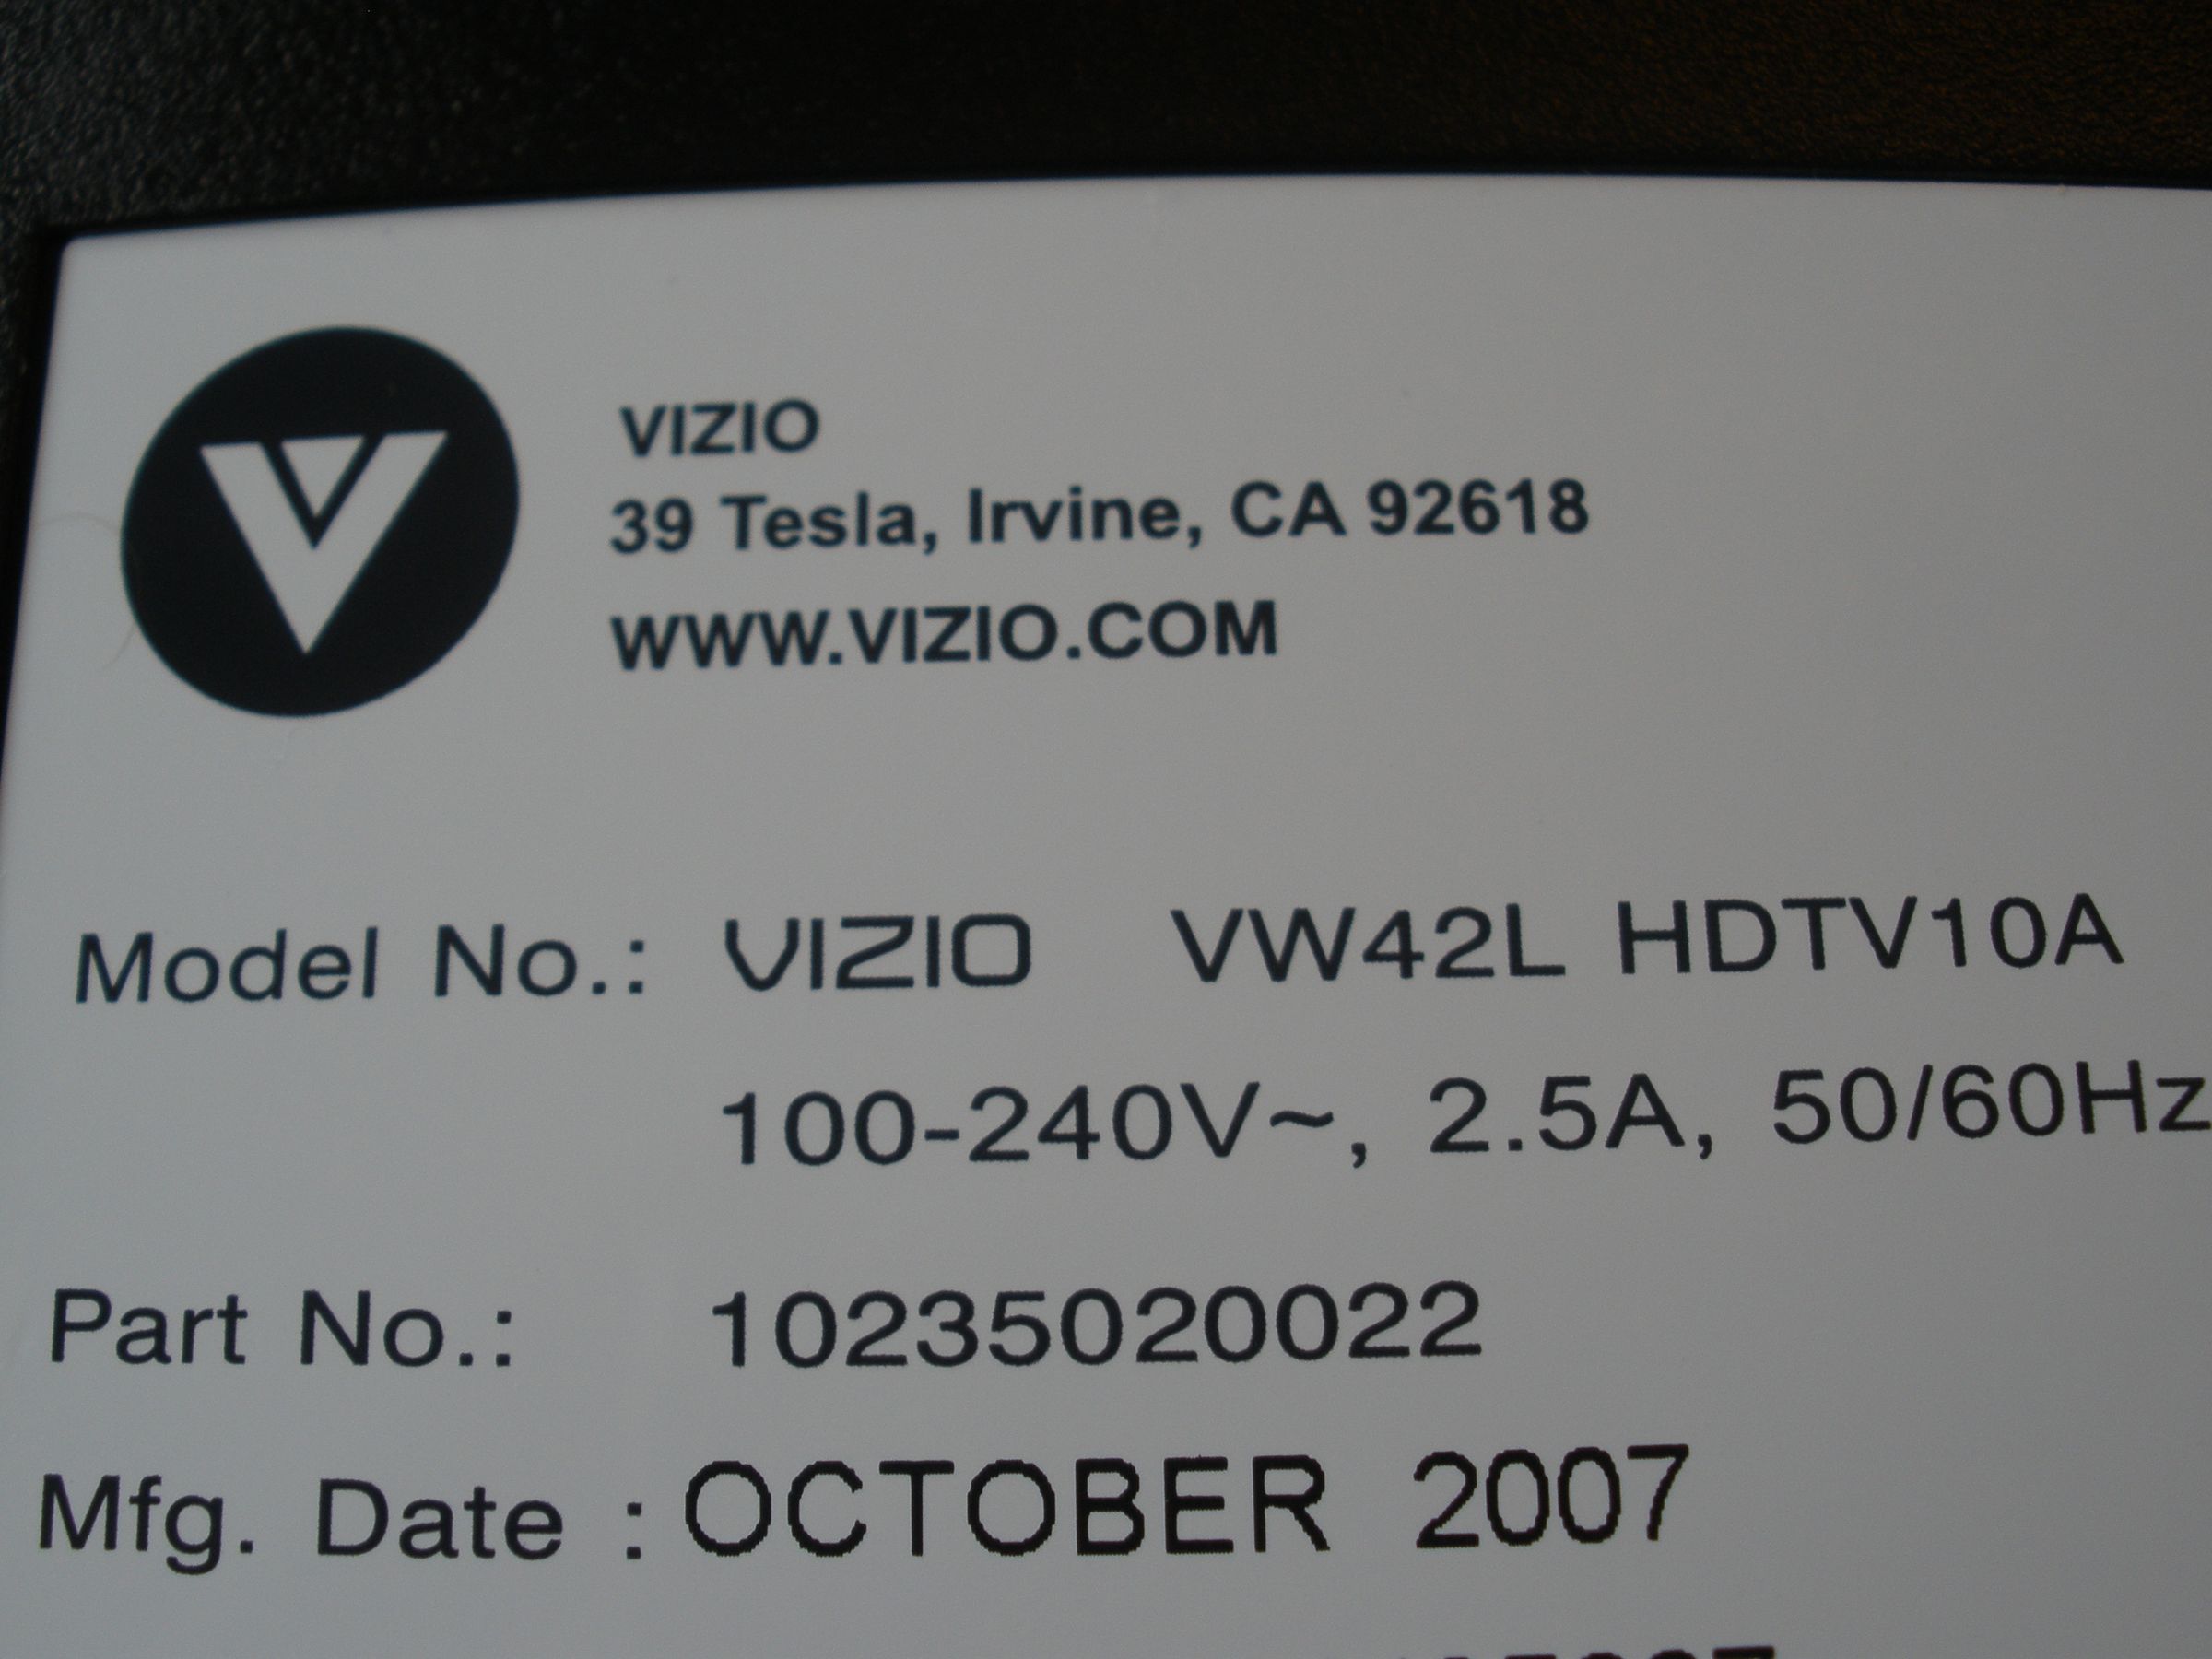 VIZIO
39 Tesla, Irvine, CA 92618
WWW.VIZIO.COM
Model No.: VIZIO VW42L HDTV10A
100-240V~, 2.5A, 50/60Hz
Part No.: 10235020022
Mfg. Date : OCTOBER 2007